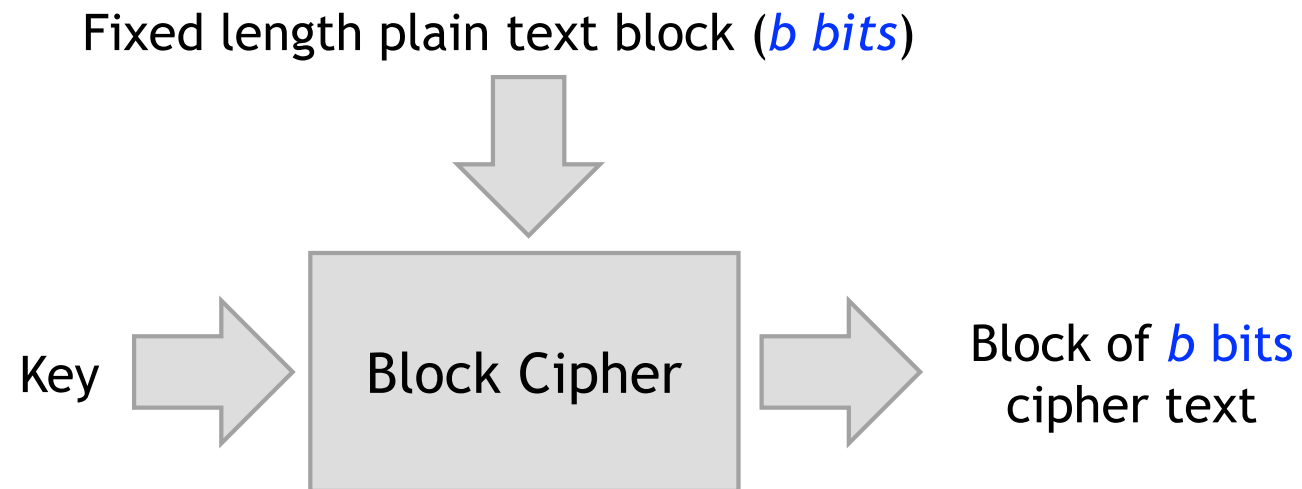 Fixed length plain text block (b bits)
Key
Block Cipher
Block of b bits
cipher text